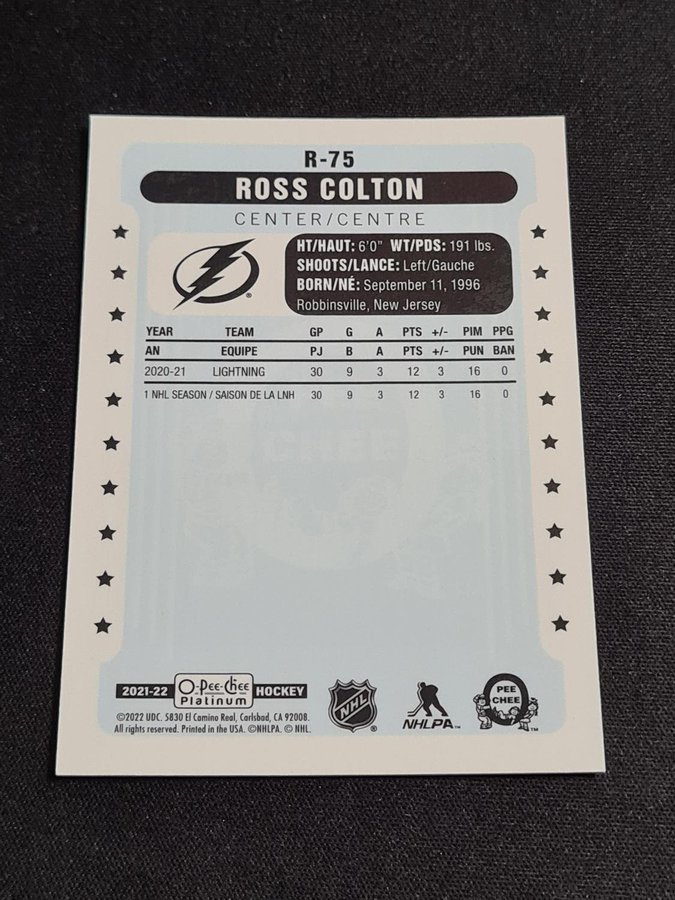 R-75
ROSS COLTON
CENTER/CENTRE
HT/HAUT: 6'0" WT/PDS: 191 lbs.
SHOOTS/LANCE: Left/Gauche
BORN/NÉ: September 11, 1996
Robbinsville, New Jersey
®
YEAR TEAM GP G A PTS +/- PIM PPG
AN EQUIPE PJ B A PTS +/- PUN BAN
2020-21 LIGHTNING 30 9 3 12 3 16 0
1 NHL SEASON / SAISON DE LA LNH 30 9 3 12 3 16 0
2021-22 O-Pee-Chee Platinum HOCKEY
©2022 UDC. 5830 El Camino Real, Carlsbad, CA 92008.
All rights reserved. Printed in the USA. ©NHLPA. © NHL.
NHL ®
NHLPA™
PEE
CHEE
™